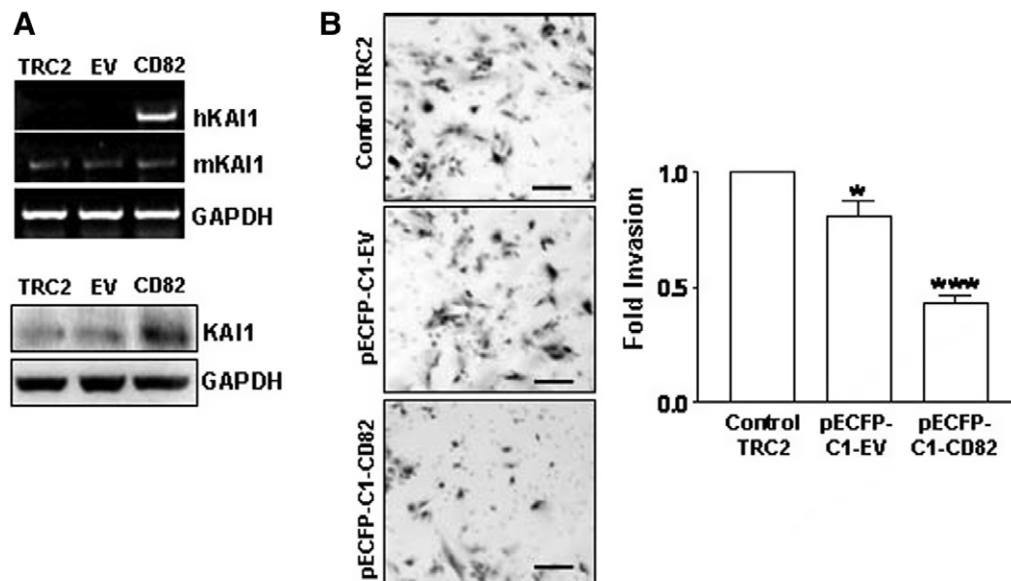 A
TRC2 EV CD82
hKAI1
mKAI1
GAPDH
TRC2 EV CD82
KAI1
GAPDH
B
Control TRC2
pECFP-C1-EV
pECFP-C1-CD82
Fold Invasion
1.0
0.5
0.0
*
***
Control TRC2
pECFP-C1-EV
pECFP-C1-CD82